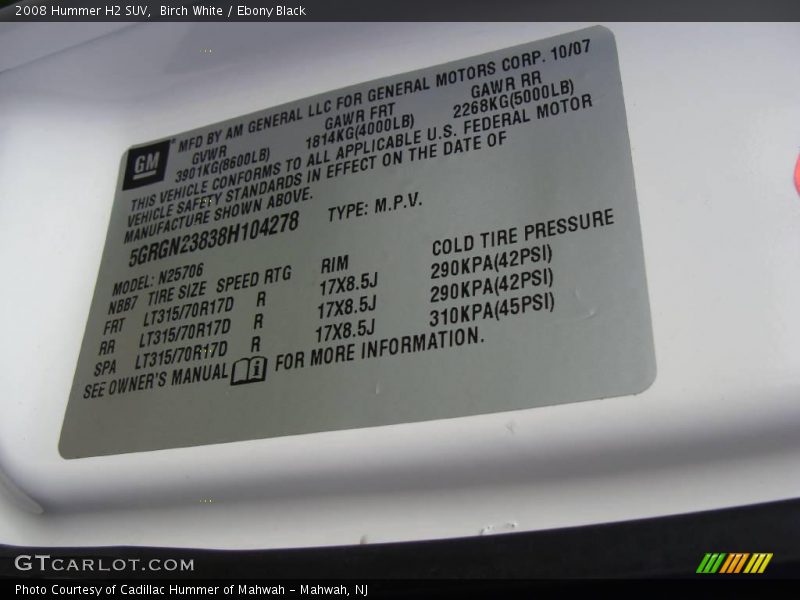 2008 Hummer H2 SUV,  Birch White / Ebony Black
GM
MFD BY AM GENERAL LLC FOR GENERAL MOTORS CORP. 10/07
GVWR GAWR FRT GAWR RR
3901KG(8600LB) 1814KG(4000LB) 2268KG(5000LB)
THIS VEHICLE CONFORMS TO ALL APPLICABLE U.S. FEDERAL MOTOR
VEHICLE SAFETY STANDARDS IN EFFECT ON THE DATE OF
MANUFACTURE SHOWN ABOVE.
5GRGN23838H104278 TYPE: M.P.V.
MODEL: N25706
NBB7 TIRE SIZE SPEED RTG RIM COLD TIRE PRESSURE
FRT LT315/70R17D R 17X8.5J 290KPA(42PSI)
RR LT315/70R17D R 17X8.5J 290KPA(42PSI)
SPA LT315/70R17D R 17X8.5J 310KPA(45PSI)
SEE OWNER'S MANUAL i FOR MORE INFORMATION.
GTCARLOT.COM
Photo Courtesy of Cadillac Hummer of Mahwah - Mahwah, NJ